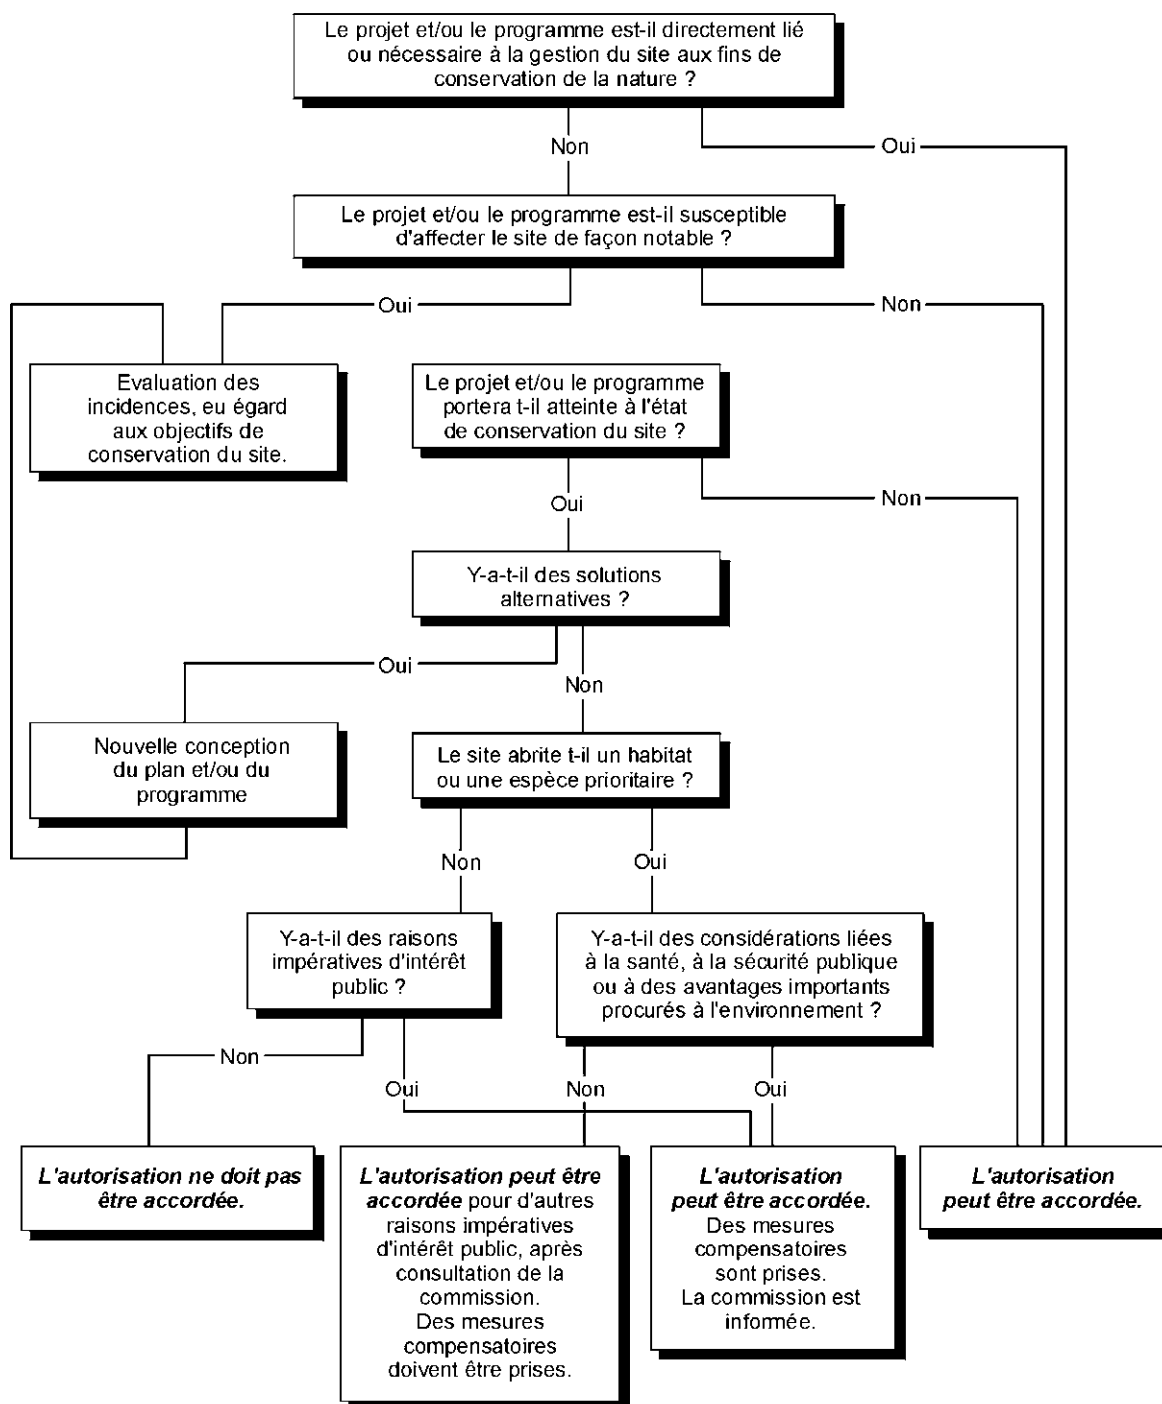 Le projet et/ou le programme est-il directement lié
ou nécessaire à la gestion du site aux fins de
conservation de la nature ?
Non
Oui
Le projet et/ou le programme est-il susceptible
d'affecter le site de façon notable ?
Oui
Non
Evaluation des
incidences, eu égard
aux objectifs de
conservation du site.
Le projet et/ou le programme
portera t-il atteinte à l'état
de conservation du site ?
Oui
Non
Y-a-t-il des solutions
alternatives ?
Oui
Non
Nouvelle conception
du plan et/ou du
programme
Le site abrite t-il un habitat
ou une espèce prioritaire ?
Non
Oui
Y-a-t-il des raisons
impératives d'intérêt
public ?
Y-a-t-il des considérations liées
à la santé, à la sécurité publique
ou à des avantages importants
procurés à l'environnement ?
Non
Oui
Non
Oui
L'autorisation ne doit pas
être accordée.
L'autorisation peut être
accordée pour d'autres
raisons impératives
d'intérêt public, après
consultation de la
commission.
Des mesures
compensatoires
doivent être prises.
L'autorisation
peut être accordée.
Des mesures
compensatoires
sont prises.
La commission est
informée.
L'autorisation
peut être accordée.